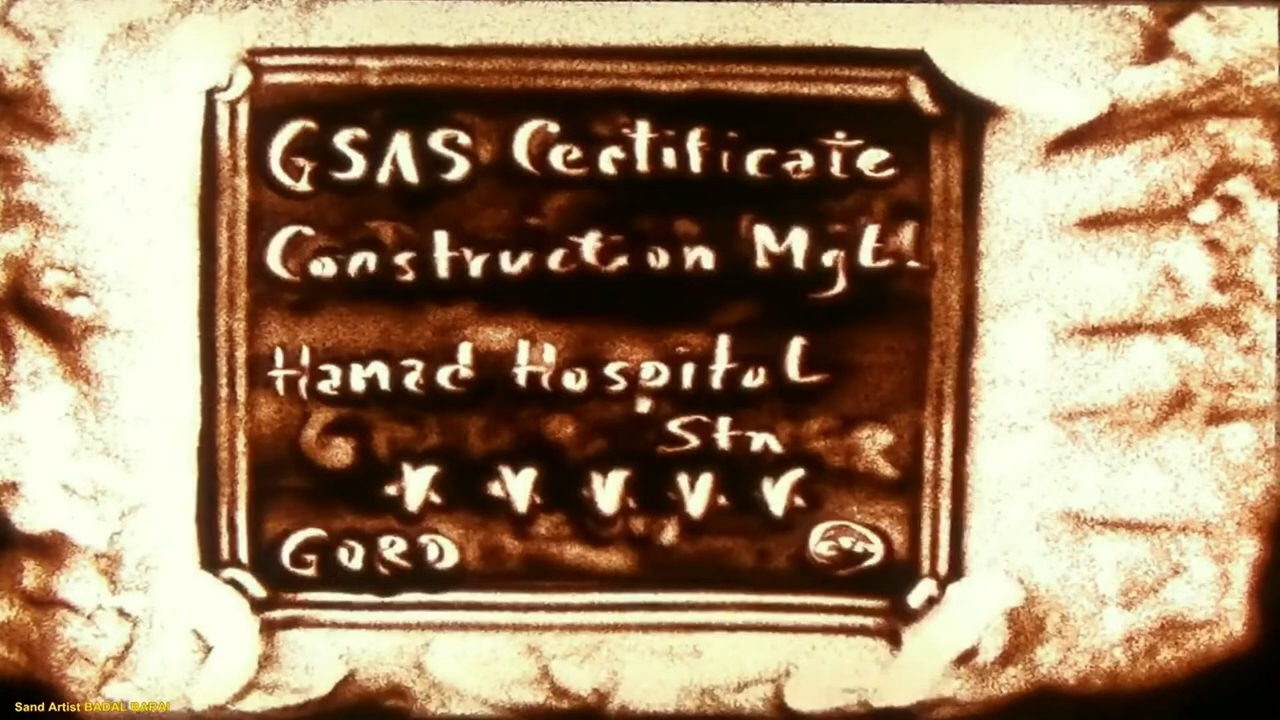 GSAS Certificate
Construction Mgt.
Hamad Hospital
Stn
GORD
Sand Artist BADAL BARAI